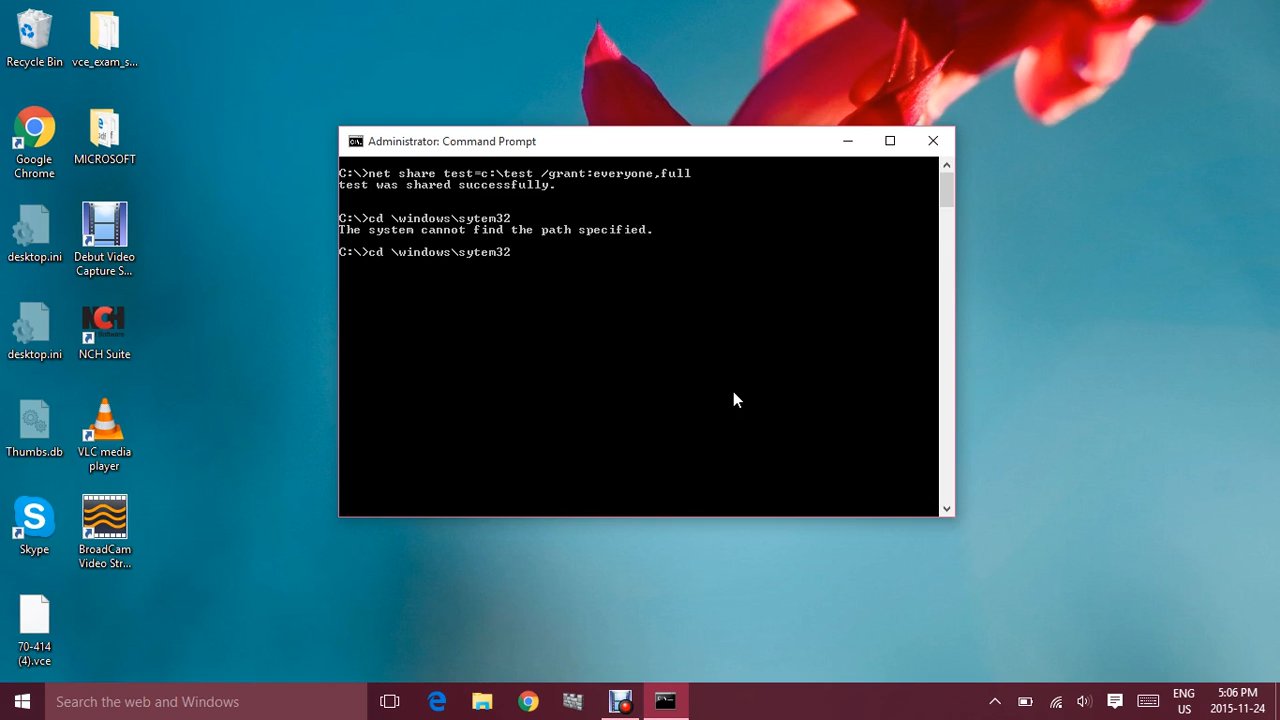 Recycle Bin
vce_exam_s...
Google
Chrome
MICROSOFT
desktop.ini
Debut Video
Capture S...
desktop.ini
NCH
NCH Suite
Thumbs.db
VLC media
player
Skype
BroadCam
Video Str...
70-414
(4).vce
Administrator: Command Prompt
C:\>net share test=c:\test /grant:everyone,full
test was shared successfully.
C:\>cd \windows\sytem32
The system cannot find the path specified.
C:\>cd \windows\sytem32
Search the web and Windows
ENG
US
5:06 PM
2015-11-24